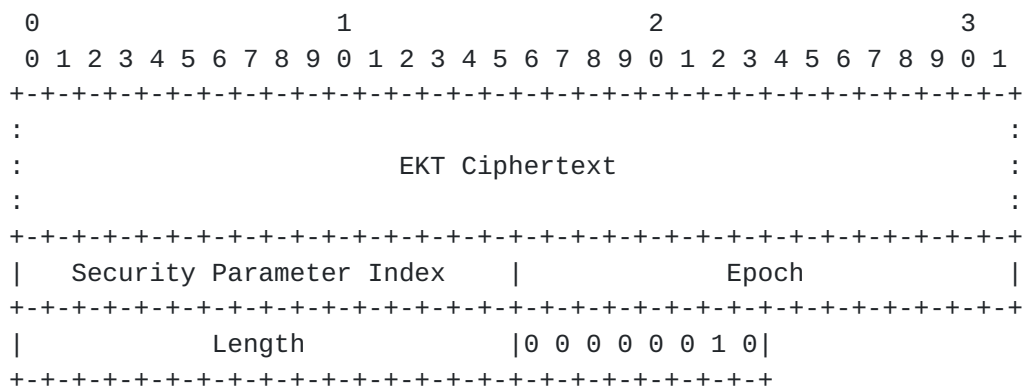 0                   1                   2                   3
 0 1 2 3 4 5 6 7 8 9 0 1 2 3 4 5 6 7 8 9 0 1 2 3 4 5 6 7 8 9 0 1
+-+-+-+-+-+-+-+-+-+-+-+-+-+-+-+-+-+-+-+-+-+-+-+-+-+-+-+-+-+-+-+-+
:                                                               :
:                        EKT Ciphertext                         :
:                                                               :
+-+-+-+-+-+-+-+-+-+-+-+-+-+-+-+-+-+-+-+-+-+-+-+-+-+-+-+-+-+-+-+-+
|   Security Parameter Index    |             Epoch             |
+-+-+-+-+-+-+-+-+-+-+-+-+-+-+-+-+-+-+-+-+-+-+-+-+-+-+-+-+-+-+-+-+
|            Length             |0 0 0 0 0 0 1 0|
+-+-+-+-+-+-+-+-+-+-+-+-+-+-+-+-+-+-+-+-+-+-+-+-+